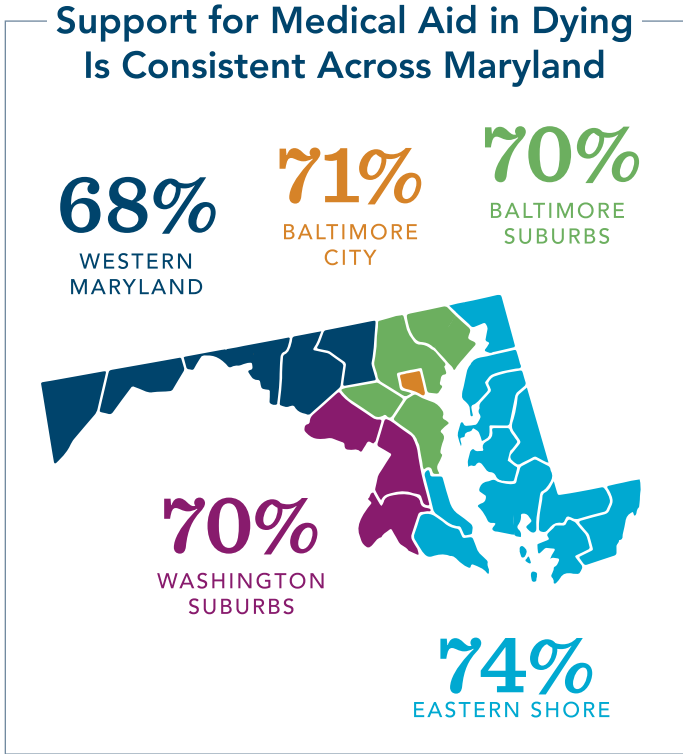 Support for Medical Aid in Dying
Is Consistent Across Maryland
68%
WESTERN
MARYLAND
71%
BALTIMORE
CITY
70%
BALTIMORE
SUBURBS
70%
WASHINGTON
SUBURBS
74%
EASTERN SHORE